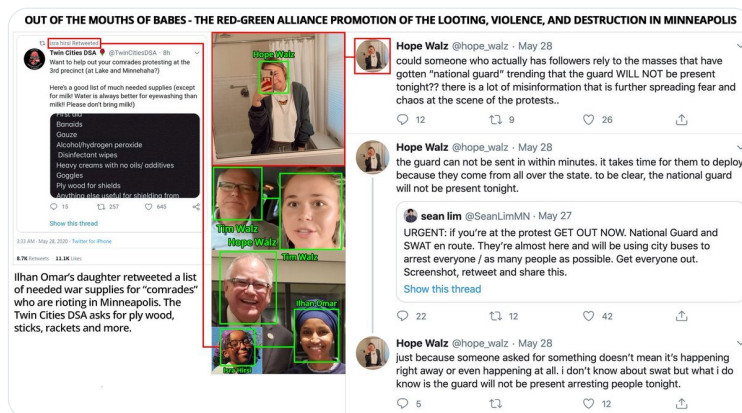 OUT OF THE MOUTHS OF BABES - THE RED-GREEN ALLIANCE PROMOTION OF THE LOOTING, VIOLENCE, AND DESTRUCTION IN MINNEAPOLIS
Isra Hirsi Retweeted
Twin Cities DSA @TwinCitiesDSA · 8h
Want to help out your comrades protesting at the
3rd precinct (at Lake and Minnehaha?)
Here's a good list of much needed supplies (except
for milk! Water is always better for eyewashing than
milk!! Please don't bring milk!)
First aid
Banaids
Gauze
Alcohol/hydrogen peroxide
Disinfectant wipes
Heavy creams with no oils/ additives
Goggles
Ply wood for shields
Anything else useful for shielding from
15 257 645
Show this thread
3:33 AM · May 28, 2020 · Twitter for iPhone
8.7K Retweets 11.1K Likes
Ilhan Omar's daughter retweeted a list
of needed war supplies for "comrades"
who are rioting in Minneapolis. The
Twin Cities DSA asks for ply wood,
sticks, rackets and more.
Hope Walz
Tim Walz
Hope Walz
Tim Walz
Ilhan Omar
Isra Hirsi
Hope Walz @hope_walz · May 28
could someone who actually has followers rely to the masses that have
gotten "national guard" trending that the guard WILL NOT be present
tonight?? there is a lot of misinformation that is further spreading fear and
chaos at the scene of the protests..
12 9 26
Hope Walz @hope_walz · May 28
the guard can not be sent in within minutes. it takes time for them to deploy
because they come from all over the state. to be clear, the national guard
will not be present tonight.
sean lim @SeanLimMN · May 27
URGENT: if you're at the protest GET OUT NOW. National Guard and
SWAT en route. They're almost here and will be using city buses to
arrest everyone / as many people as possible. Get everyone out.
Screenshot, retweet and share this.
Show this thread
22 12 42
Hope Walz @hope_walz · May 28
just because someone asked for something doesn't mean it's happening
right away or even happening at all. i don't know about swat but what i do
know is the guard will not be present arresting people tonight.
5 12